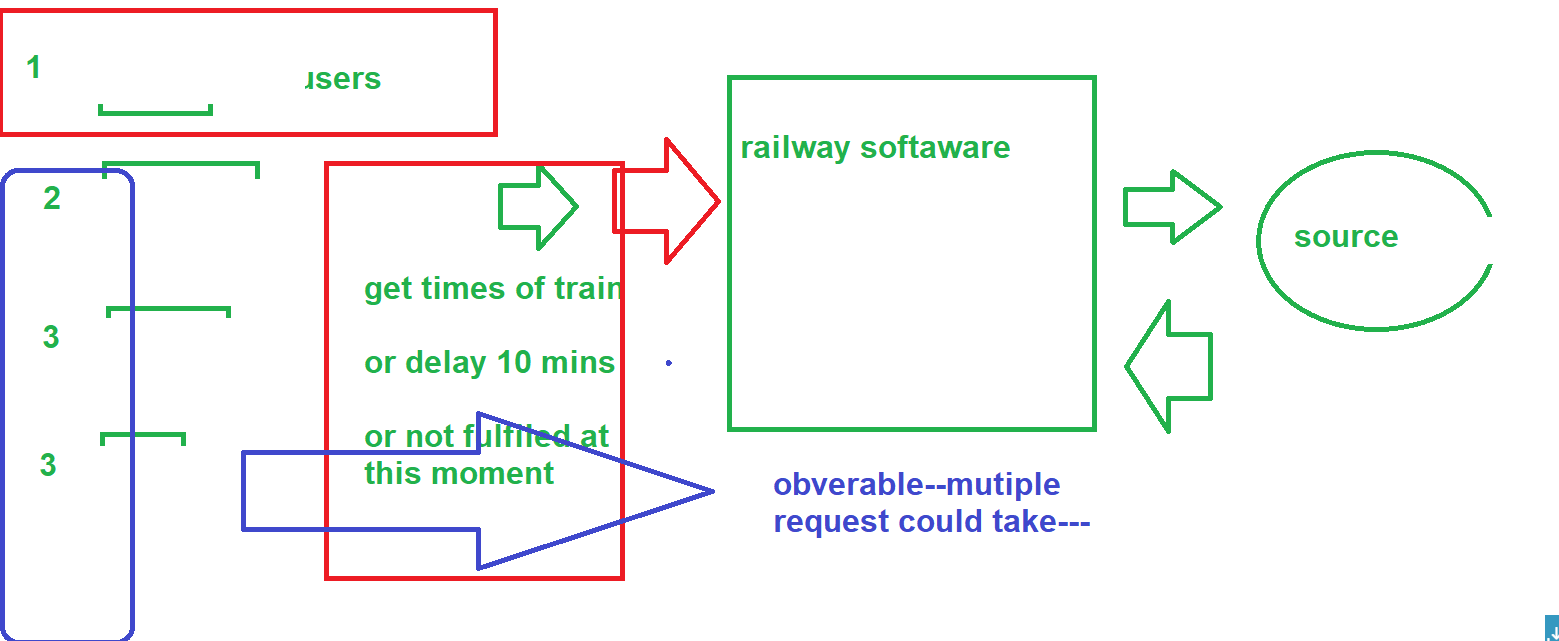 1
users
2
railway softaware
source
get times of train
3
or delay 10 mins
or not fulfiled at
3
this moment
obverable--mutiple
request could take---